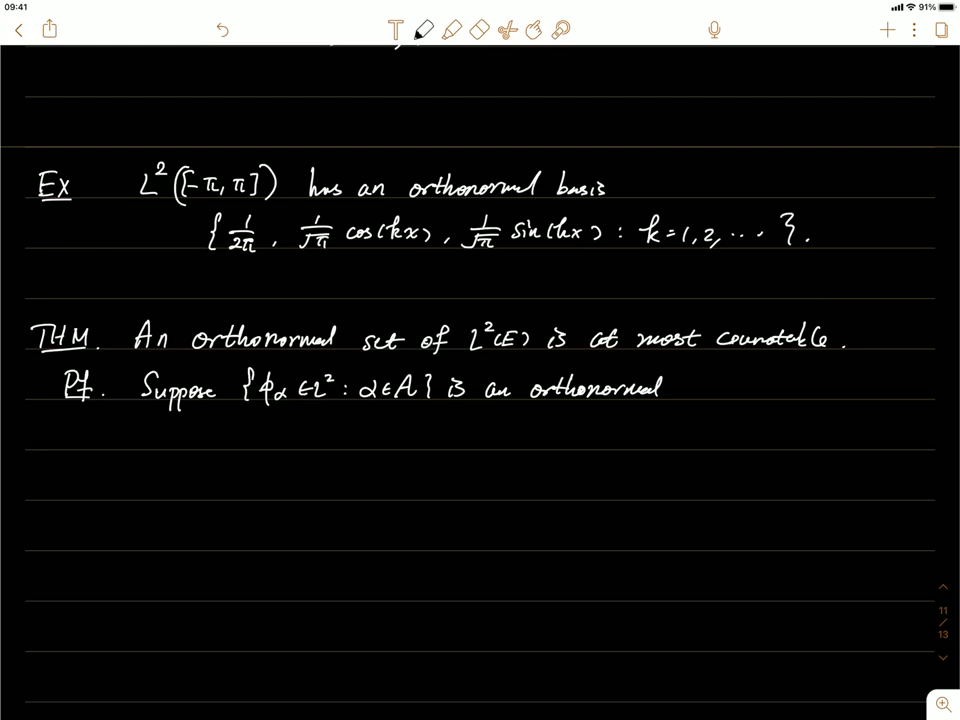 09:41
91%
Ex L²([-π, π]) has an orthonormal basis
{ 1/2π , 1/√π cos(kx), 1/√π sin(kx) : k = 1, 2, ... }.
THM. An orthonormal set of L²(E) is at most countable.
Pf. Suppose {ϕα ∈ L² : α ∈ A} is an orthonormal
11
/
13